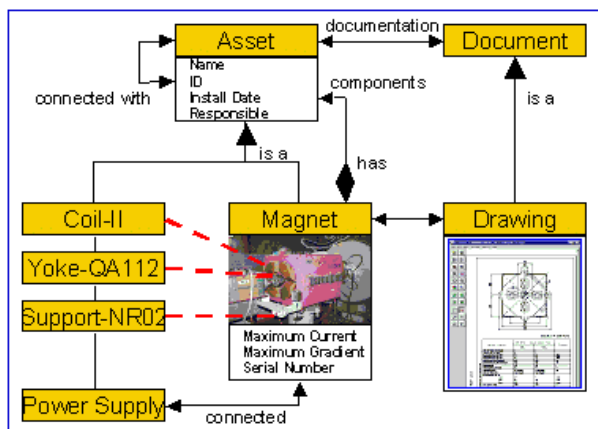 Asset
documentation
Document
Name
ID
Install Date
Responsible
connected with
components
is a
is a
has
Coil-II
Magnet
Drawing
Yoke-QA112
Support-NR02
Maximum Current
Maximum Gradient
Serial Number
Power Supply
connected